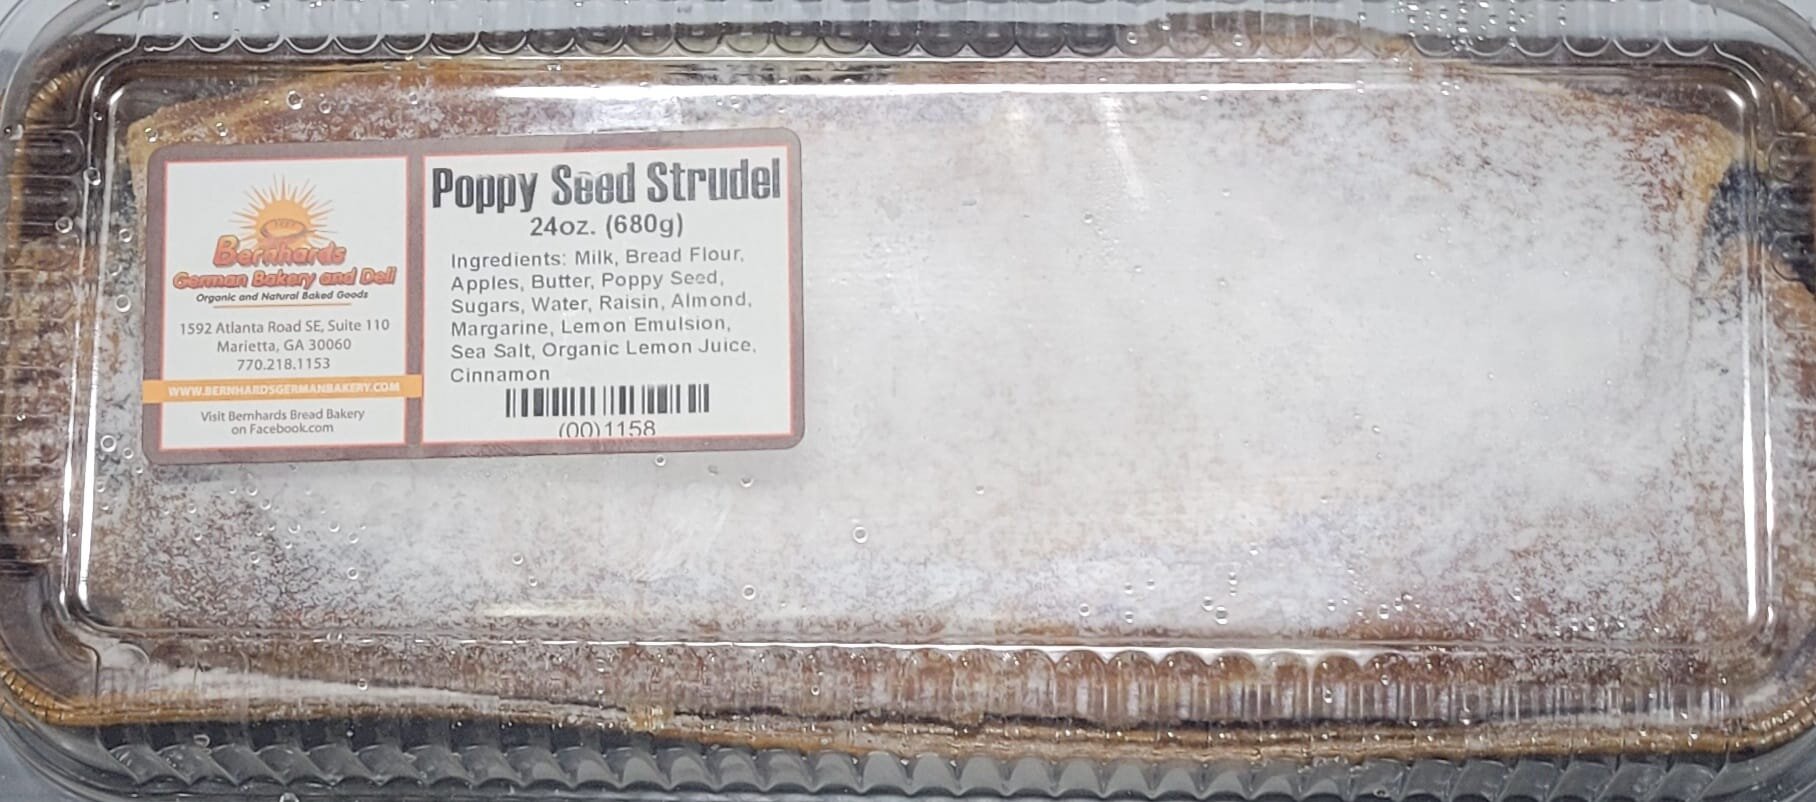 Bernhards
German Bakery and Deli
Organic and Natural Baked Goods
1592 Atlanta Road SE, Suite 110
Marietta, GA 30060
770.218.1153
WWW.BERNHARDSGERMANBAKERY.COM
Visit Bernhards Bread Bakery
on Facebook.com
Poppy Seed Strudel
24oz. (680g)
Ingredients: Milk, Bread Flour,
Apples, Butter, Poppy Seed,
Sugars, Water, Raisin, Almond,
Margarine, Lemon Emulsion,
Sea Salt, Organic Lemon Juice,
Cinnamon
(00)1158